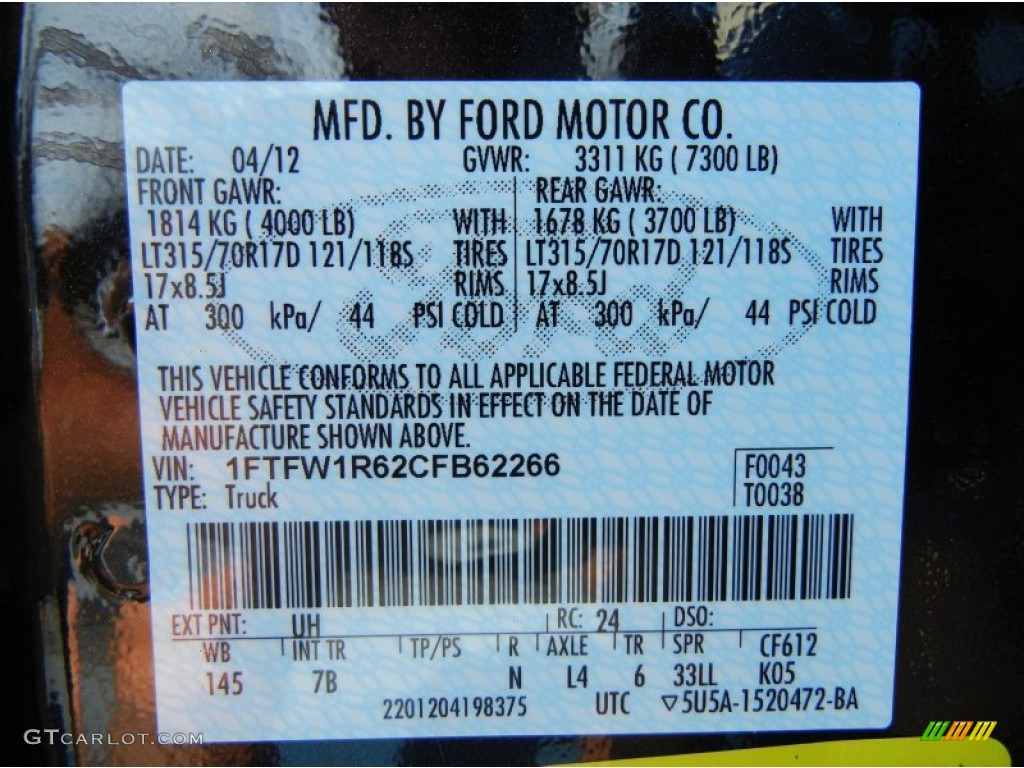 MFD. BY FORD MOTOR CO.
DATE: 04/12 GVWR: 3311 KG ( 7300 LB)
FRONT GAWR: REAR GAWR:
1814 KG ( 4000 LB) WITH 1678 KG ( 3700 LB) WITH
LT315/70R17D 121/118S TIRES LT315/70R17D 121/118S TIRES
17x8.5J RIMS 17x8.5J RIMS
AT 300 kPa/ 44 PSI COLD AT 300 kPa/ 44 PSI COLD
THIS VEHICLE CONFORMS TO ALL APPLICABLE FEDERAL MOTOR
VEHICLE SAFETY STANDARDS IN EFFECT ON THE DATE OF
MANUFACTURE SHOWN ABOVE.
VIN: 1FTFW1R62CFB62266 F0043
TYPE: Truck T0038
EXT PNT: UH RC: 24 DSO:
WB INT TR TP/PS R AXLE TR SPR CF612
145 7B N L4 6 33LL K05
2201204198375 UTC ▽5U5A-1520472-BA
GTCARLOT.COM